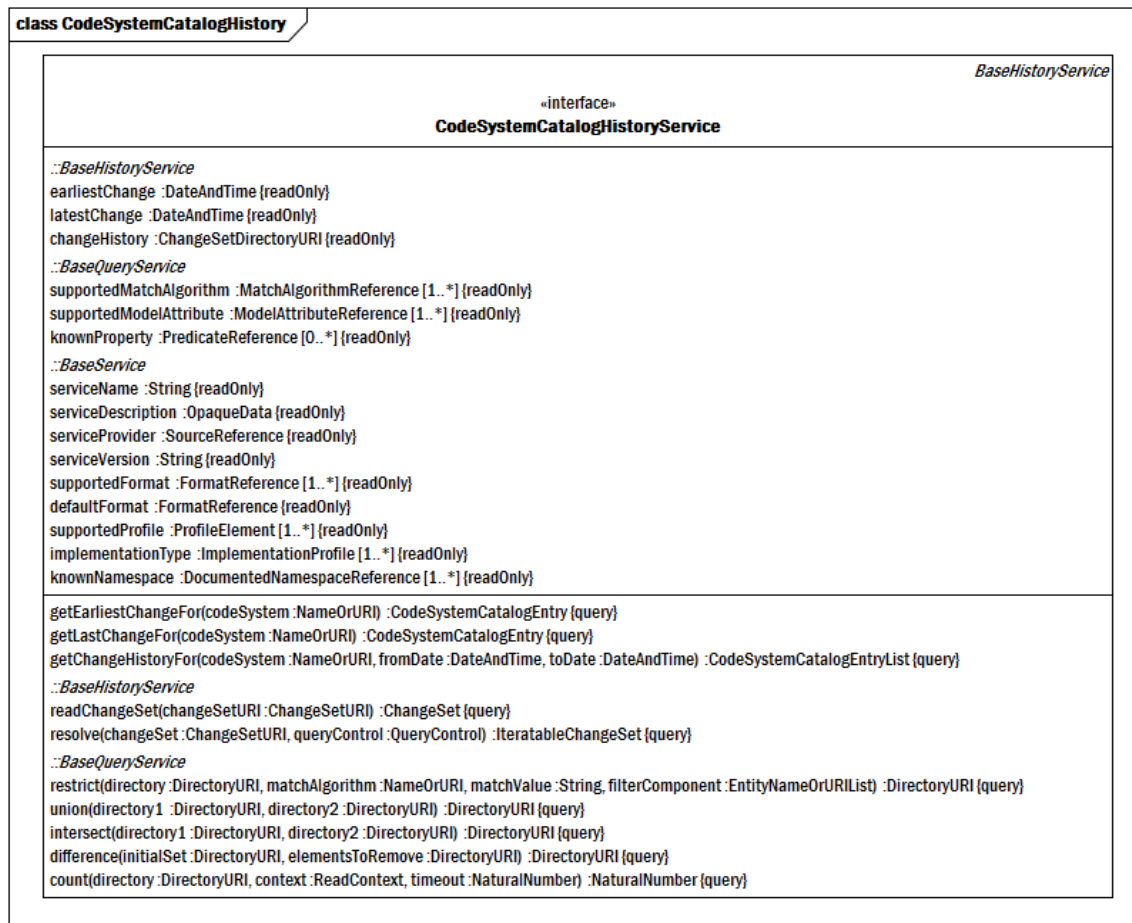 class CodeSystemCatalogHistory
BaseHistoryService
«interface»
CodeSystemCatalogHistoryService
::BaseHistoryService
earliestChange :DateAndTime {readOnly}
latestChange :DateAndTime {readOnly}
changeHistory :ChangeSetDirectoryURI {readOnly}
::BaseQueryService
supportedMatchAlgorithm :MatchAlgorithmReference [1..*] {readOnly}
supportedModelAttribute :ModelAttributeReference [1..*] {readOnly}
knownProperty :PredicateReference [0..*] {readOnly}
::BaseService
serviceName :String {readOnly}
serviceDescription :OpaqueData {readOnly}
serviceProvider :SourceReference {readOnly}
serviceVersion :String {readOnly}
supportedFormat :FormatReference [1..*] {readOnly}
defaultFormat :FormatReference {readOnly}
supportedProfile :ProfileElement [1..*] {readOnly}
implementationType :ImplementationProfile [1..*] {readOnly}
knownNamespace :DocumentedNamespaceReference [1..*] {readOnly}
getEarliestChangeFor(codeSystem :NameOrURI) :CodeSystemCatalogEntry {query}
getLastChangeFor(codeSystem :NameOrURI) :CodeSystemCatalogEntry {query}
getChangeHistoryFor(codeSystem :NameOrURI, fromDate :DateAndTime, toDate :DateAndTime) :CodeSystemCatalogEntryList {query}
::BaseHistoryService
readChangeSet(changeSetURI :ChangeSetURI) :ChangeSet {query}
resolve(changeSet :ChangeSetURI, queryControl :QueryControl) :IteratableChangeSet {query}
::BaseQueryService
restrict(directory :DirectoryURI, matchAlgorithm :NameOrURI, matchValue :String, filterComponent :EntityNameOrURIList) :DirectoryURI {query}
union(directory1 :DirectoryURI, directory2 :DirectoryURI) :DirectoryURI {query}
intersect(directory1 :DirectoryURI, directory2 :DirectoryURI) :DirectoryURI {query}
difference(initialSet :DirectoryURI, elementsToRemove :DirectoryURI) :DirectoryURI {query}
count(directory :DirectoryURI, context :ReadContext, timeout :NaturalNumber) :NaturalNumber {query}